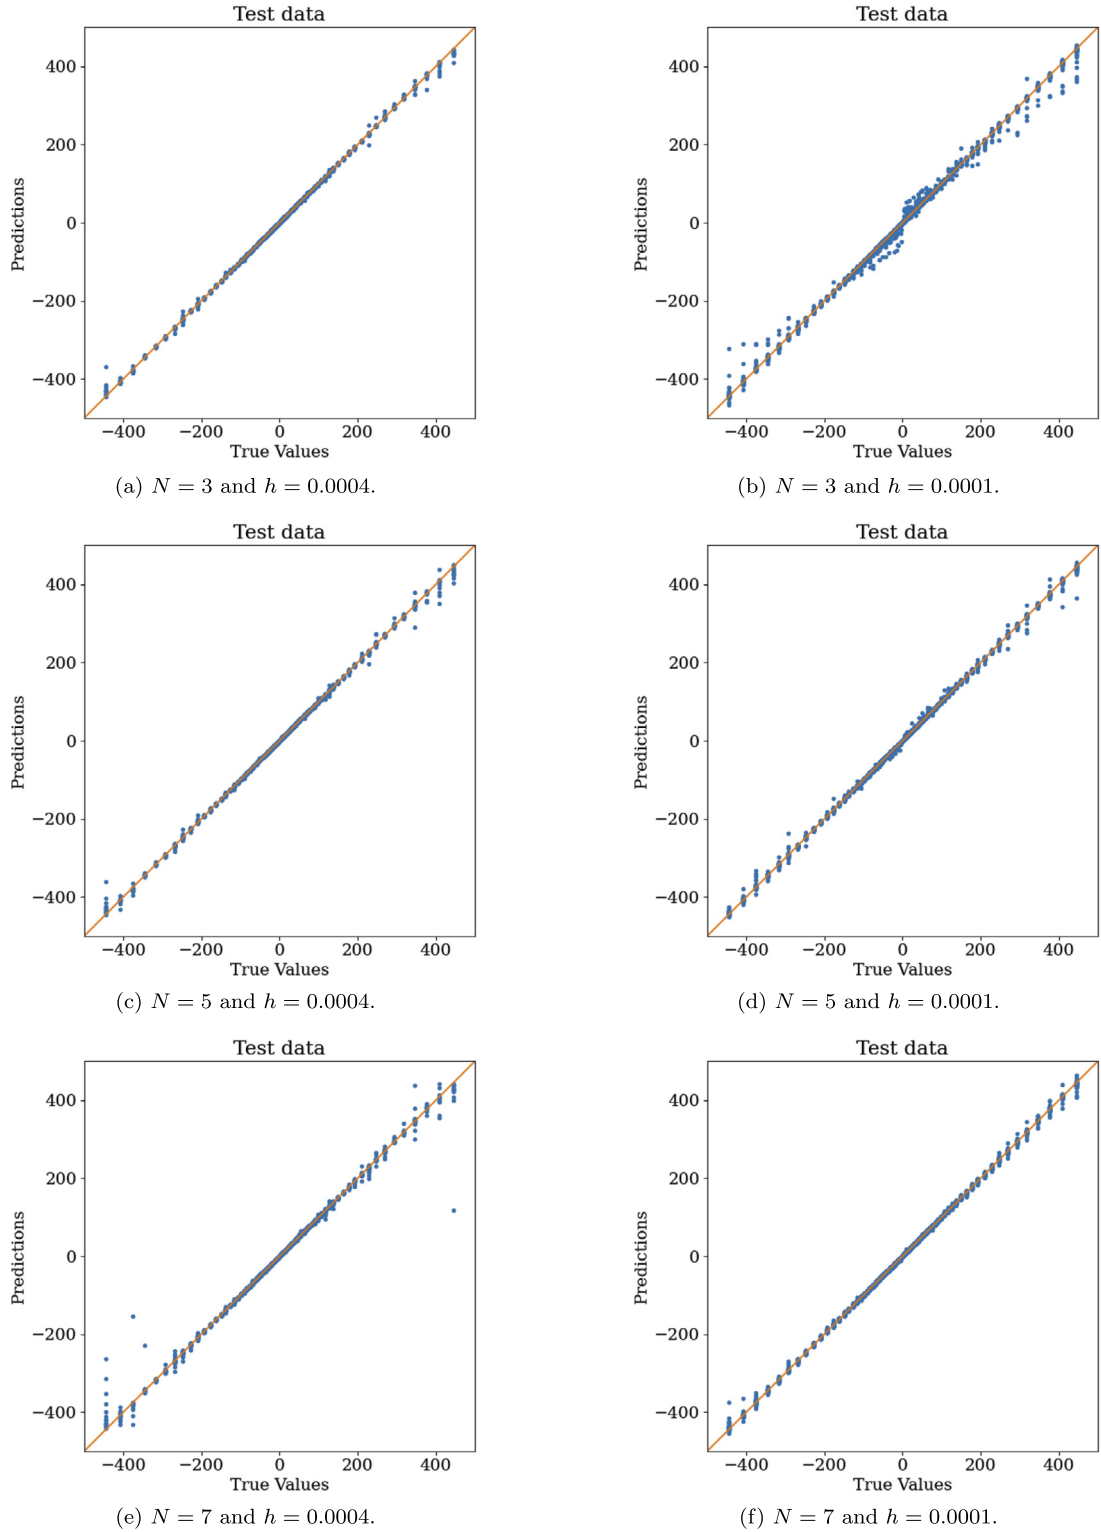 Test data
Test data
400
200
0
−200
−400
Predictions
−400 −200 0 200 400
True Values
400
200
0
−200
−400
Predictions
−400 −200 0 200 400
True Values
(a) N = 3 and h = 0.0004.
(b) N = 3 and h = 0.0001.
Test data
Test data
400
200
0
−200
−400
Predictions
−400 −200 0 200 400
True Values
400
200
0
−200
−400
Predictions
−400 −200 0 200 400
True Values
(c) N = 5 and h = 0.0004.
(d) N = 5 and h = 0.0001.
Test data
Test data
400
200
0
−200
−400
Predictions
−400 −200 0 200 400
True Values
400
200
0
−200
−400
Predictions
−400 −200 0 200 400
True Values
(e) N = 7 and h = 0.0004.
(f) N = 7 and h = 0.0001.